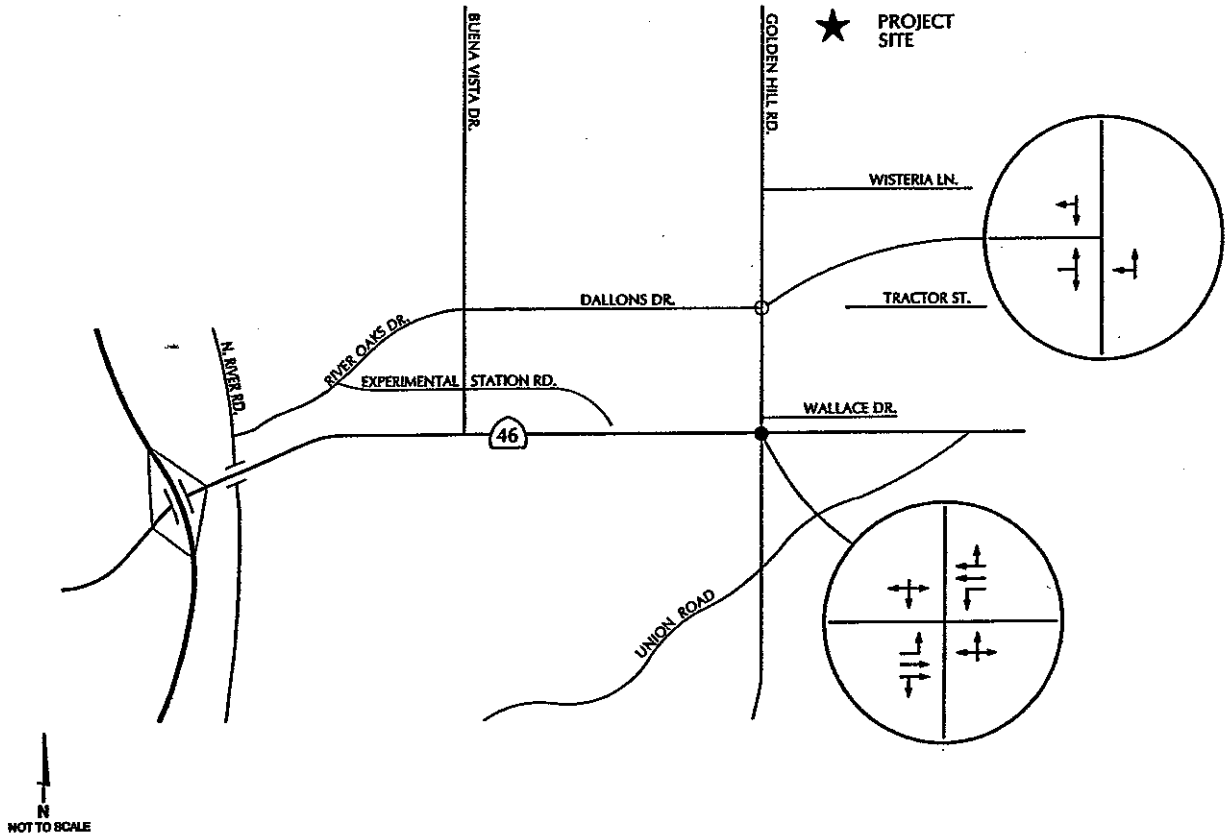 BUENA VISTA DR.
GOLDEN HILL RD.
PROJECT
SITE
WISTERIA LN.
DALLONS DR.
TRACTOR ST.
N. RIVER RD.
RIVER OAKS DR.
EXPERIMENTAL STATION RD.
WALLACE DR.
46
UNION ROAD
N
NOT TO SCALE